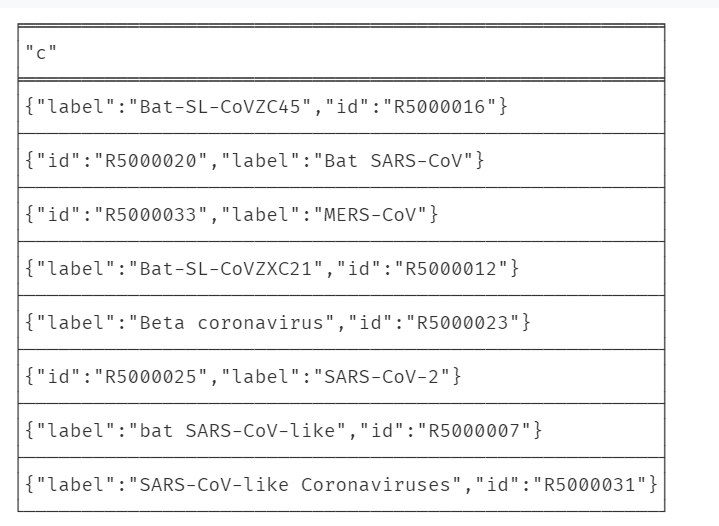 "c"
{"label":"Bat-SL-CoVZC45","id":"R5000016"}
{"id":"R5000020","label":"Bat SARS-CoV"}
{"id":"R5000033","label":"MERS-CoV"}
{"label":"Bat-SL-CoVZXC21","id":"R5000012"}
{"label":"Beta coronavirus","id":"R5000023"}
{"id":"R5000025","label":"SARS-CoV-2"}
{"label":"bat SARS-CoV-like","id":"R5000007"}
{"label":"SARS-CoV-like Coronaviruses","id":"R5000031"}